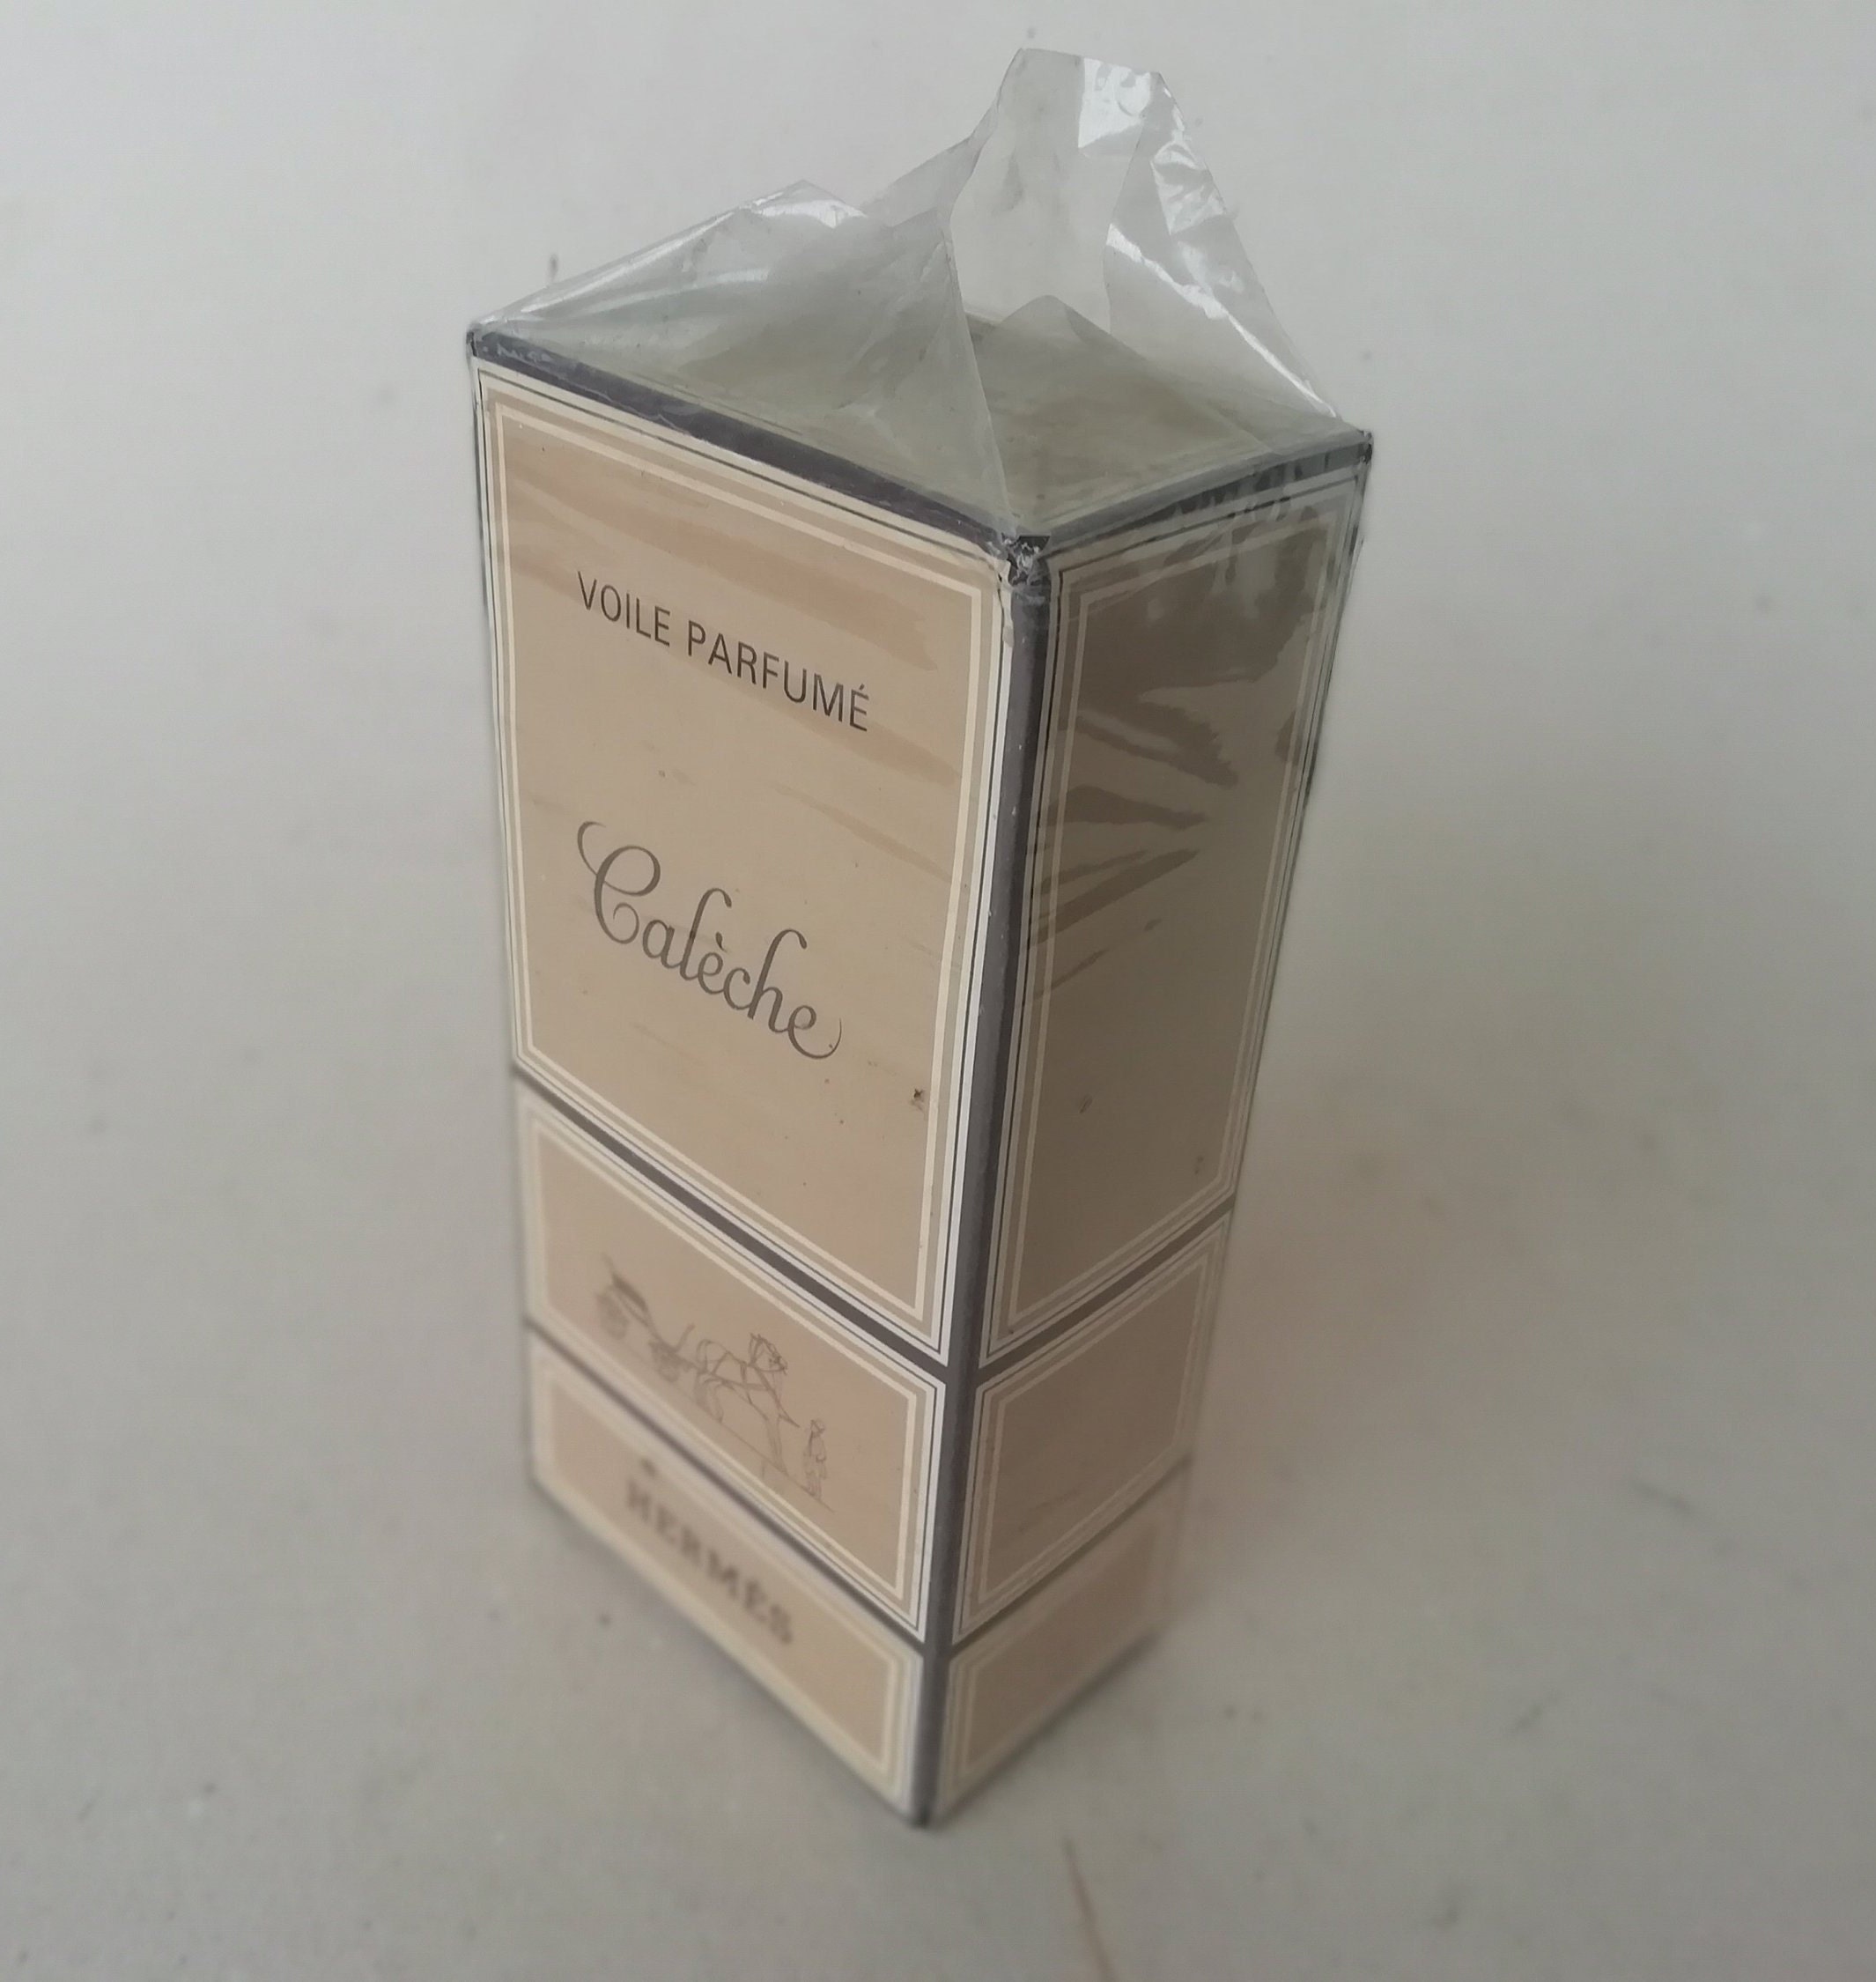 VOILE PARFUMÉ
Calèche
HERMÈS